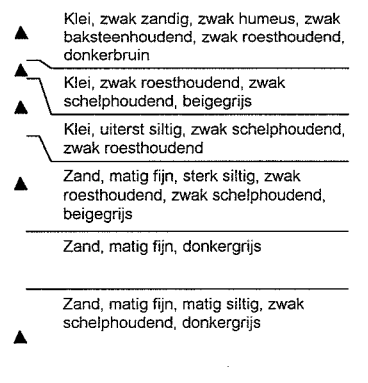 Klei, zwak zandig, zwak humeus, zwak
baksteenhoudend, zwak roesthoudend,
donkerbruin
Klei, zwak roesthoudend, zwak
schelphoudend, beigegrijs
Klei, uiterst siltig, zwak schelphoudend,
zwak roesthoudend
Zand, matig fijn, sterk siltig, zwak
roesthoudend, zwak schelphoudend,
beigegrijs
Zand, matig fijn, donkergrijs
Zand, matig fijn, matig siltig, zwak
schelphoudend, donkergrijs